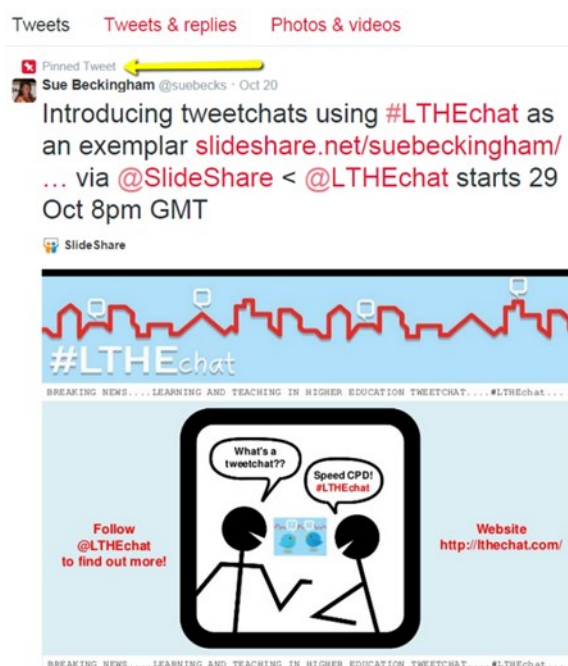 Tweets Tweets & replies Photos & videos
Pinned Tweet
Sue Beckingham @suebecks · Oct 20
Introducing tweetchats using #LTHEchat as
an exemplar slideshare.net/suebeckingham/
... via @SlideShare < @LTHEchat starts 29
Oct 8pm GMT
SlideShare
#LTHEchat
BREAKING NEWS....LEARNING AND TEACHING IN HIGHER EDUCATION TWEETCHAT....#LTHEchat...
What's a
tweetchat??
Speed CPD!
#LTHEchat
Follow
@LTHEchat
to find out more!
Website
http://lthechat.com/
BREAKING NEWS....LEARNING AND TEACHING IN HIGHER EDUCATION TWEETCHAT....#LTHEchat...